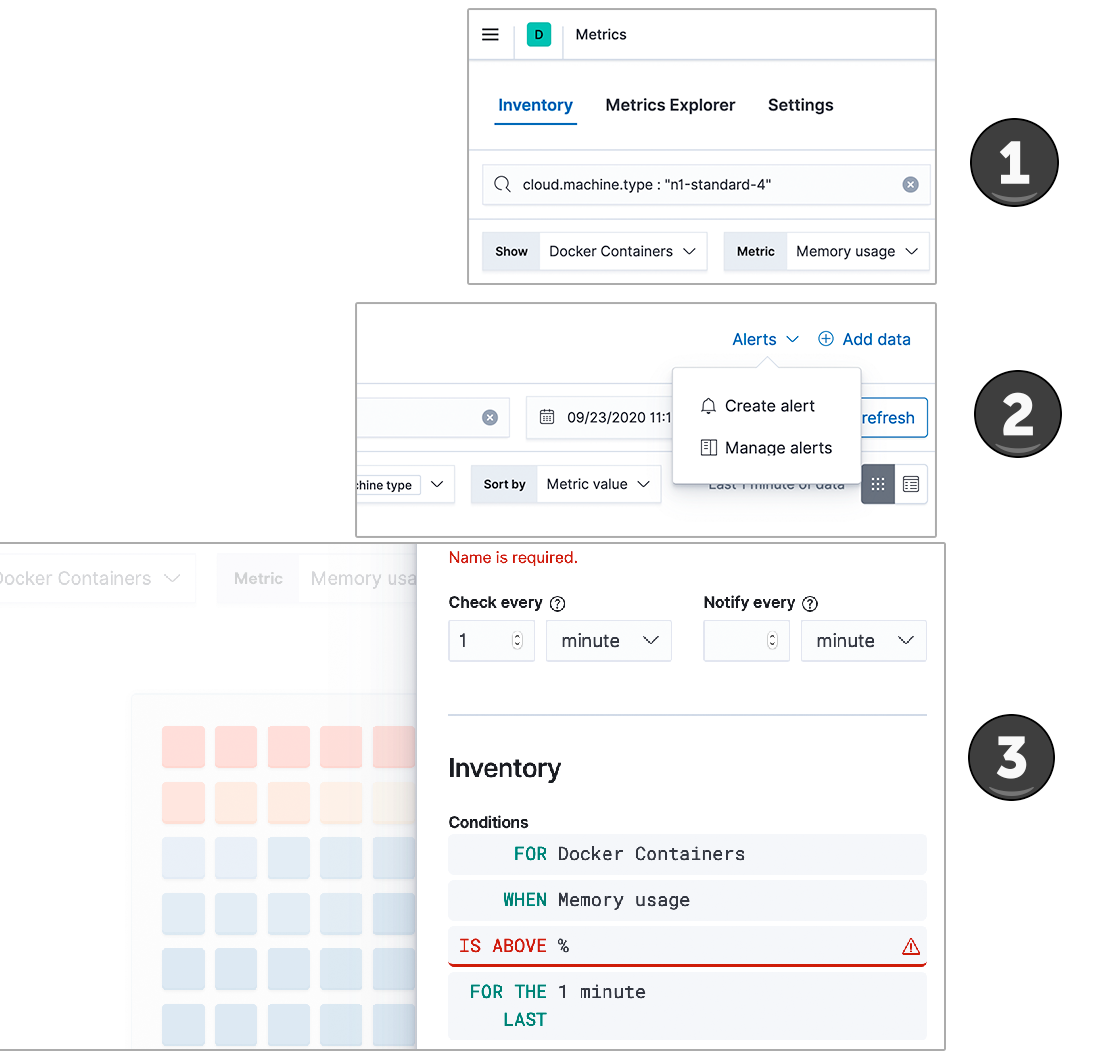 D Metrics
Inventory Metrics Explorer Settings
1
cloud.machine.type : "n1-standard-4"
Show Docker Containers Metric Memory usage
Alerts Add data
Create alert
2
09/23/2020 11:1 refresh
Manage alerts
chine type Sort by Metric value Last 1 minute of data
Name is required.
Docker Containers Metric Memory usa
Check every Notify every
1 minute minute
3
Inventory
Conditions
FOR Docker Containers
WHEN Memory usage
IS ABOVE %
FOR THE 1 minute
LAST